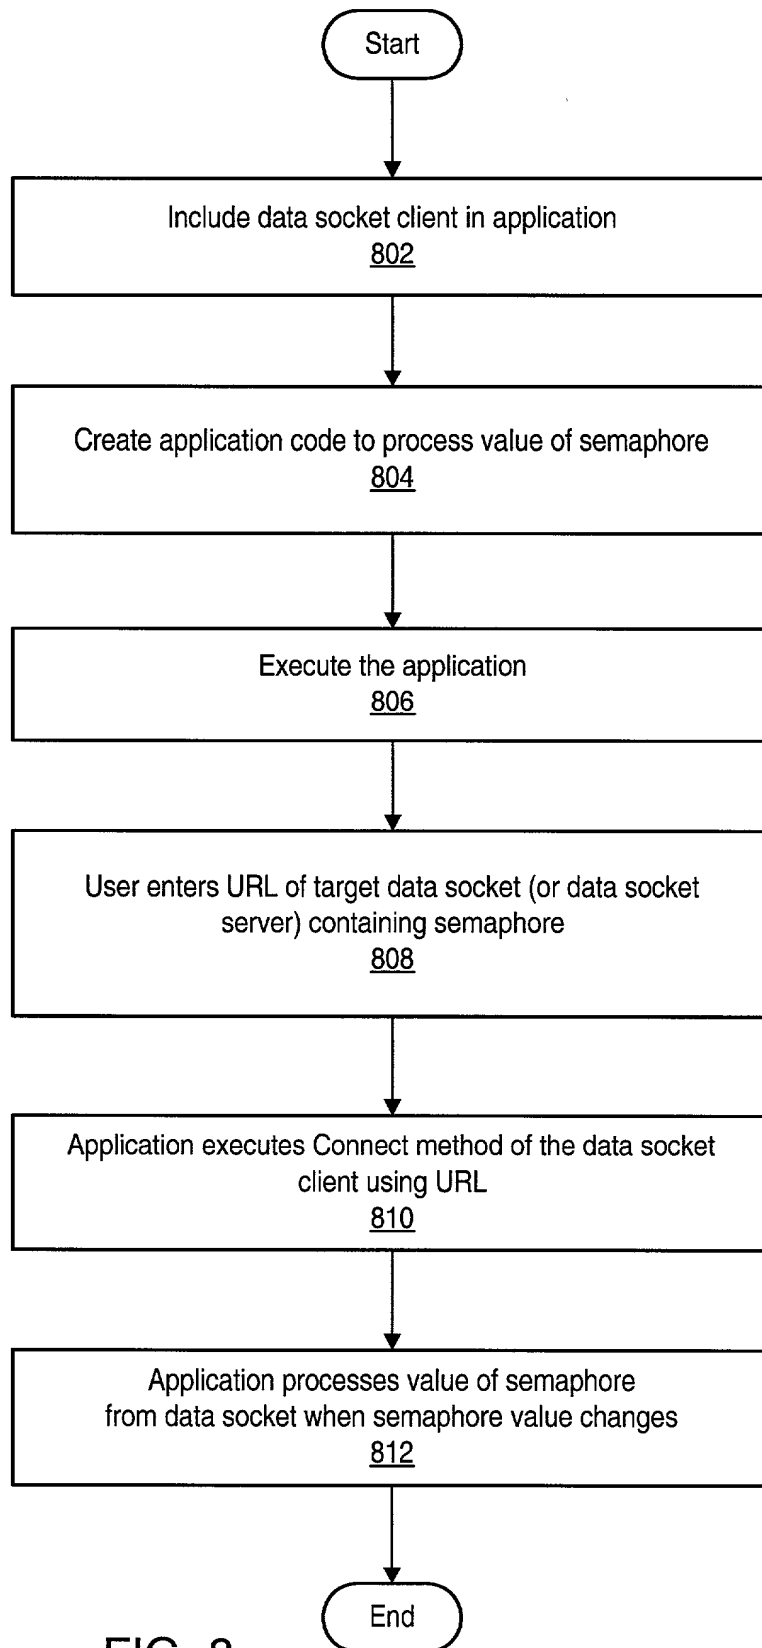 Start
Include data socket client in application
802
Create application code to process value of semaphore
804
Execute the application
806
User enters URL of target data socket (or data socket
server) containing semaphore
808
Application executes Connect method of the data socket
client using URL
810
Application processes value of semaphore
from data socket when semaphore value changes
812
End
FIG. 8